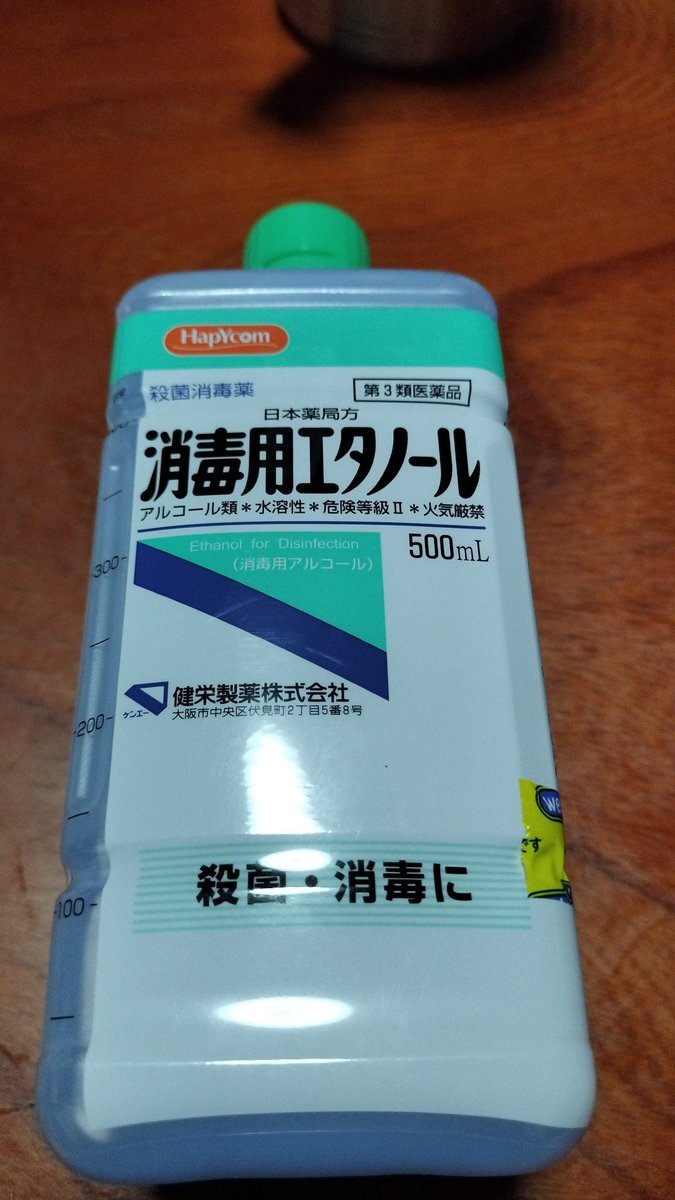 HapYcom
殺菌消毒薬
第3類医薬品
日本薬局方
消毒用エタノール
アルコール類＊水溶性＊危険等級Ⅱ＊火気厳禁
500mL
Ethanol for Disinfection
（消毒用アルコール）
300
ケンエー
健栄製薬株式会社
大阪市中央区伏見町2丁目5番8号
200
we
です
殺菌・消毒に
100